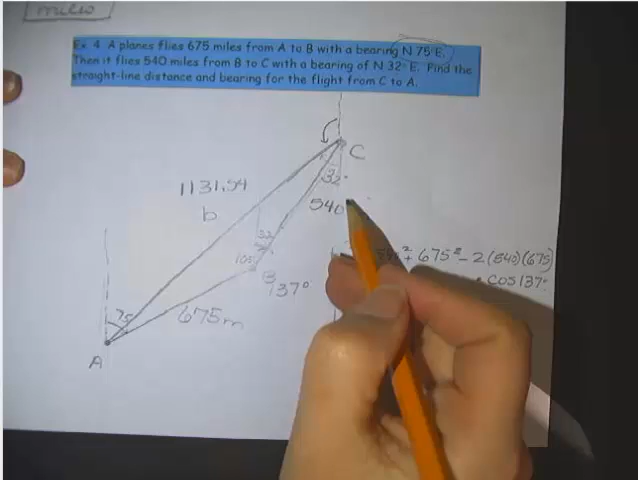 miles
Ex 4 A planes flies 675 miles from A to B with a bearing N 75°E.
Then it flies 540 miles from B to C with a bearing of N 32° E. Find the
straight-line distance and bearing for the flight from C to A.
C
32°
1131.54
b
540
32
105
B
137°
² + 675² - 2(540)(675)
• cos 137°
75
675m
A